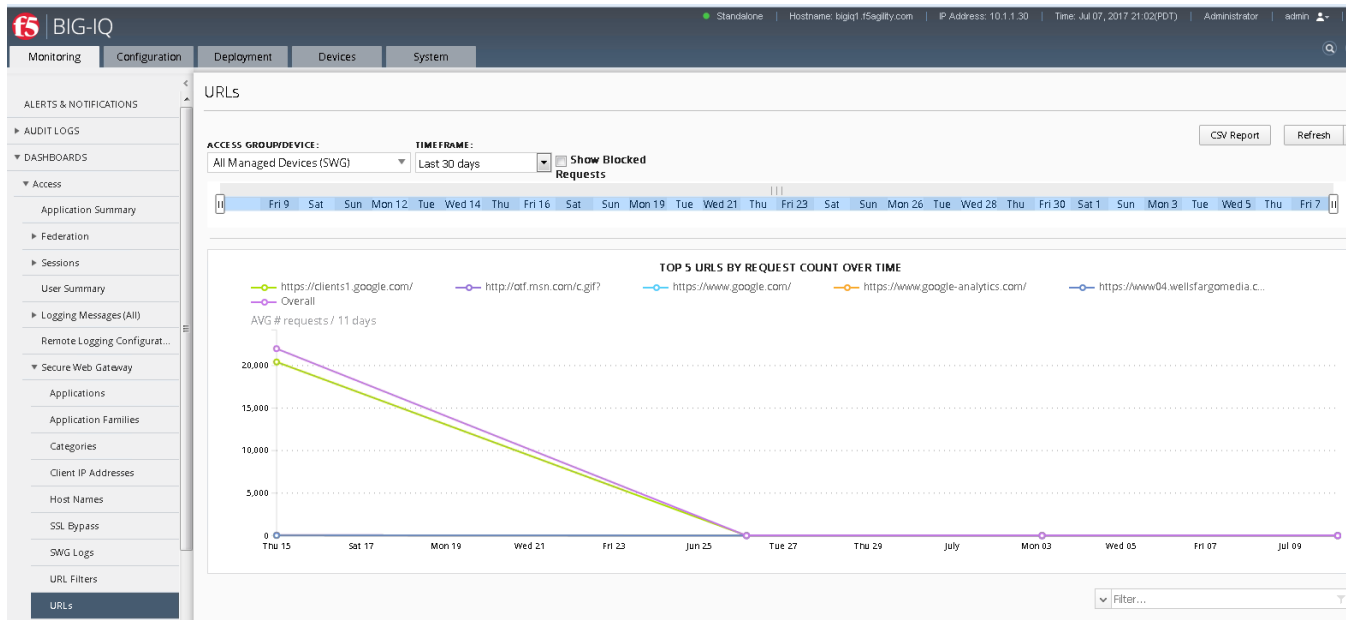 f5 BIG-IQ
Standalone | Hostname: bigiq1.f5agility.com | IP Address: 10.1.1.30 | Time: Jul 07, 2017 21:02(PDT) | Administrator | admin
Monitoring Configuration Deployment Devices System
ALERTS & NOTIFICATIONS
AUDIT LOGS
DASHBOARDS
Access
Application Summary
Federation
Sessions
User Summary
Logging Messages (All)
Remote Logging Configurat...
Secure Web Gateway
Applications
Application Families
Categories
Client IP Addresses
Host Names
SSL Bypass
SWG Logs
URL Filters
URLs
URLs
CSV Report Refresh
ACCESS GROUP/DEVICE: TIMEFRAME:
All Managed Devices (SWG) Last 30 days Show Blocked
Requests
Fri 9 Sat Sun Mon 12 Tue Wed 14 Thu Fri 16 Sat Sun Mon 19 Tue Wed 21 Thu Fri 23 Sat Sun Mon 26 Tue Wed 28 Thu Fri 30 Sat 1 Sun Mon 3 Tue Wed 5 Thu Fri 7
TOP 5 URLS BY REQUEST COUNT OVER TIME
https://clients1.google.com/ http://otf.msn.com/c.gif? https://www.google.com/ https://www.google-analytics.com/ https://www04.wellsfargomedia.c...
Overall
AVG # requests / 11 days
20,000
15,000
10,000
5,000
0
Thu 15 Sat 17 Mon 19 Wed 21 Fri 23 Jun 25 Tue 27 Thu 29 July Mon 03 Wed 05 Fri 07 Jul 09
Filter...